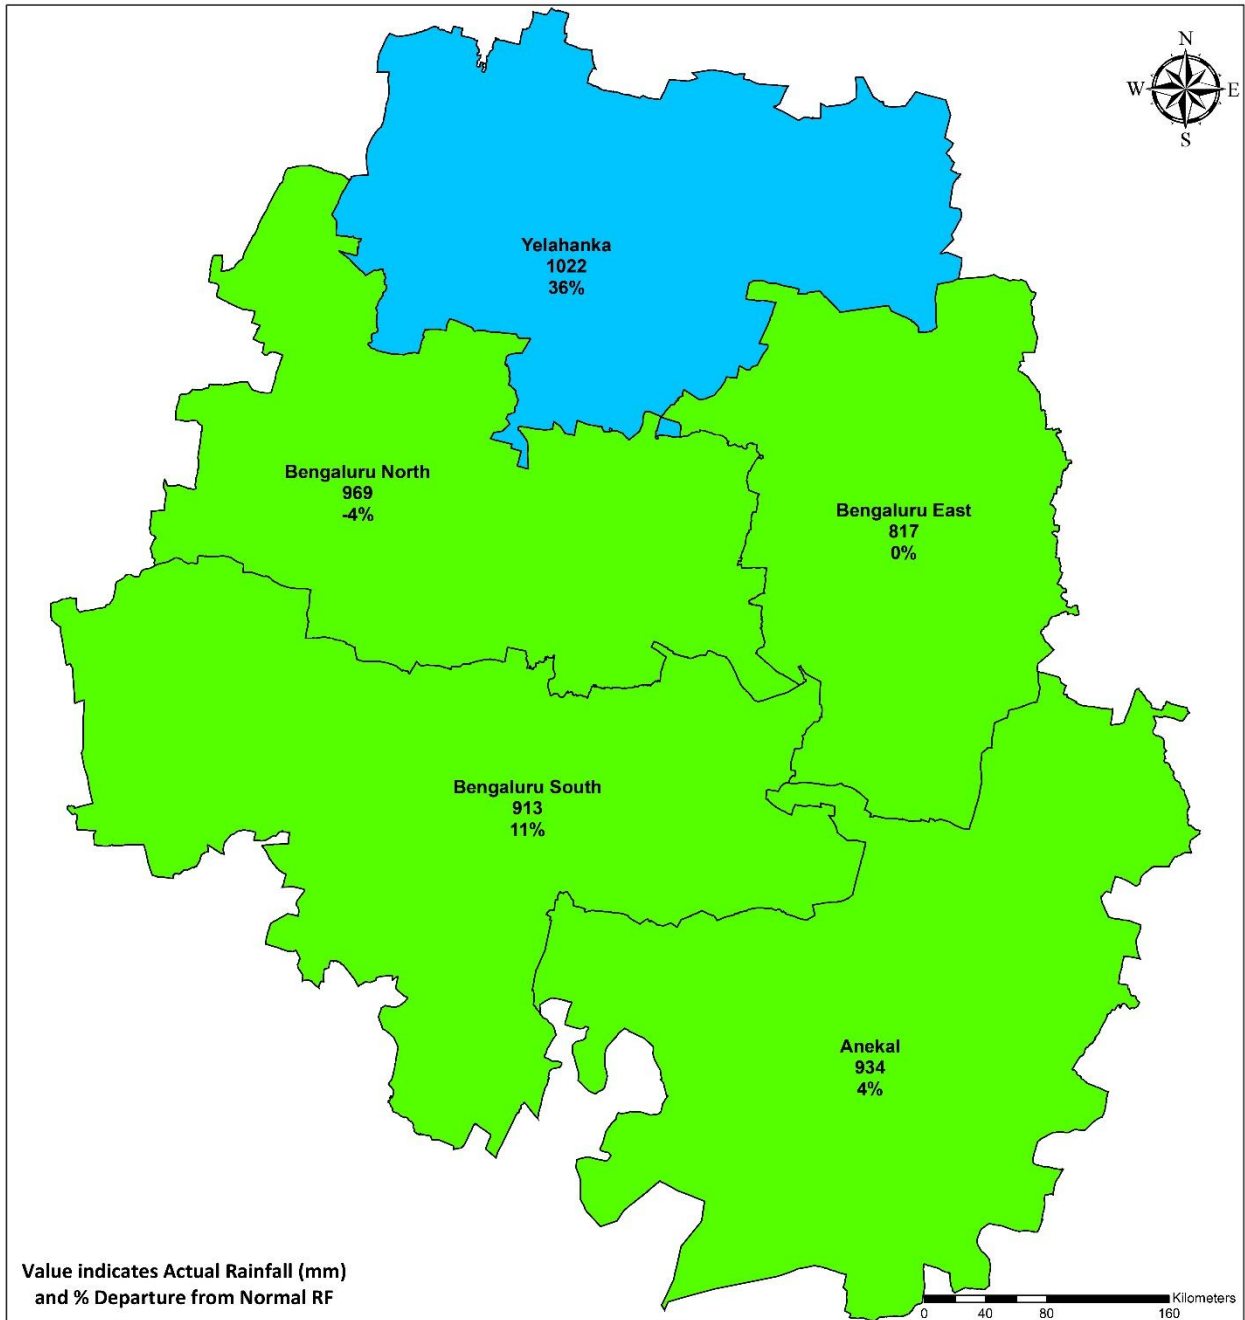 N
W E
S
Yelahanka
1022
36%
Bengaluru North
969
-4%
Bengaluru East
817
0%
Bengaluru South
913
11%
Anekal
934
4%
Value indicates Actual Rainfall (mm)
and % Departure from Normal RF
Kilometers
0 40 80 160